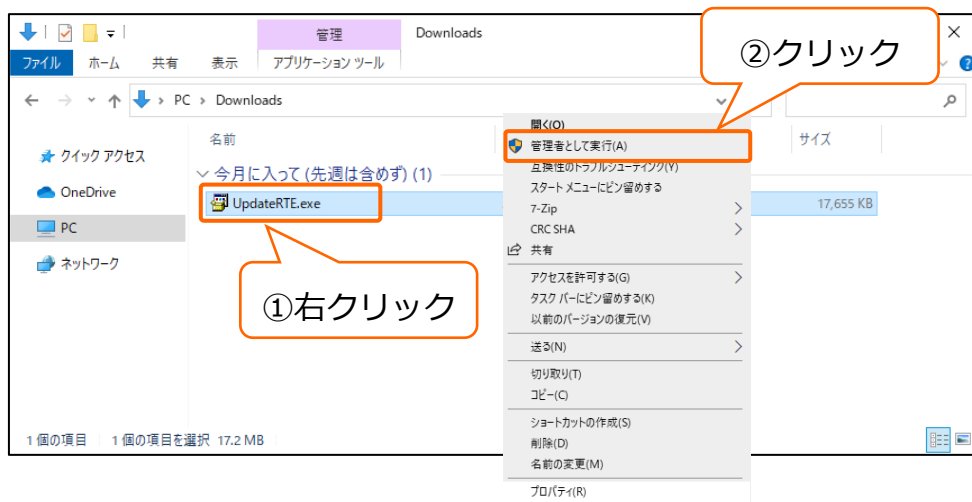 管理
Downloads
ファイル
ホーム
共有
表示
アプリケーション ツール
②クリック
PC > Downloads
名前
サイズ
クイック アクセス
OneDrive
PC
ネットワーク
今月に入って (先週は含めず) (1)
UpdateRTE.exe
17,655 KB
①右クリック
開く(O)
管理者として実行(A)
互換性のトラブルシューティング(Y)
スタート メニューにピン留めする
7-Zip
CRC SHA
共有
アクセスを許可する(G)
タスク バーにピン留めする(K)
以前のバージョンの復元(V)
送る(N)
切り取り(T)
コピー(C)
ショートカットの作成(S)
削除(D)
名前の変更(M)
プロパティ(R)
1 個の項目
1 個の項目を選択 17.2 MB